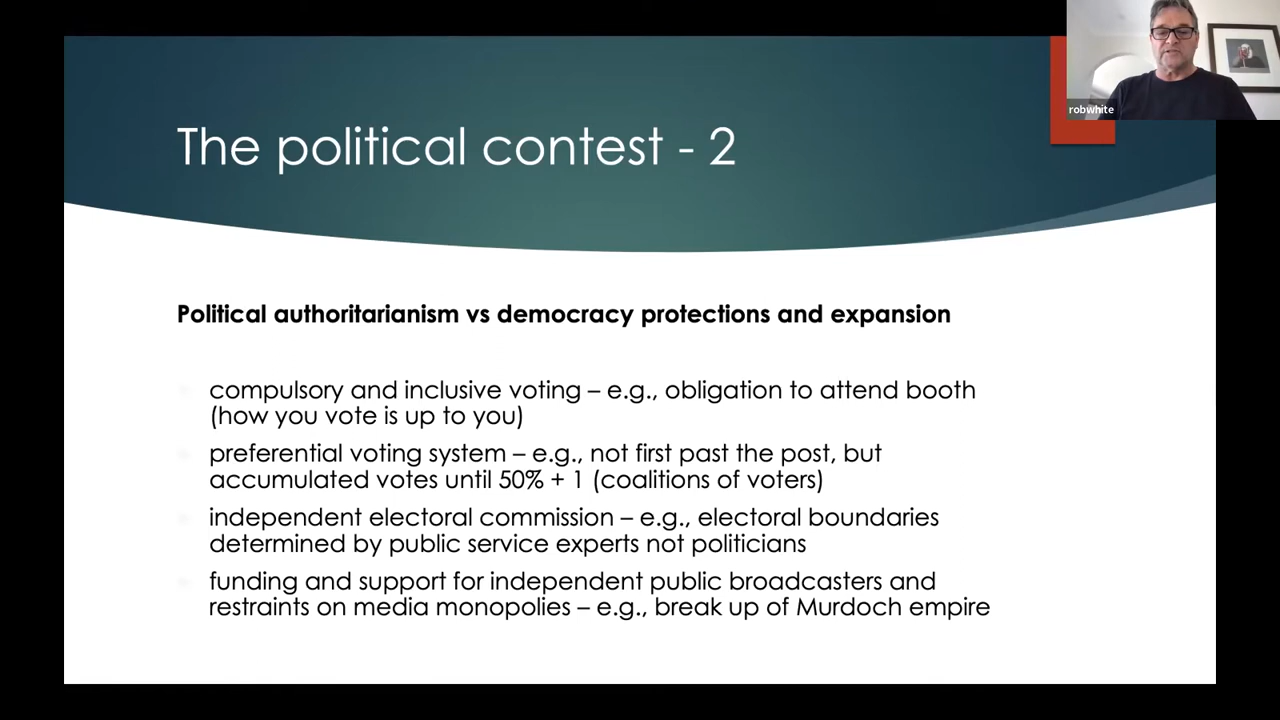 robwhite
The political contest - 2
Political authoritarianism vs democracy protections and expansion
compulsory and inclusive voting – e.g., obligation to attend booth
(how you vote is up to you)
preferential voting system – e.g., not first past the post, but
accumulated votes until 50% + 1 (coalitions of voters)
independent electoral commission – e.g., electoral boundaries
determined by public service experts not politicians
funding and support for independent public broadcasters and
restraints on media monopolies – e.g., break up of Murdoch empire